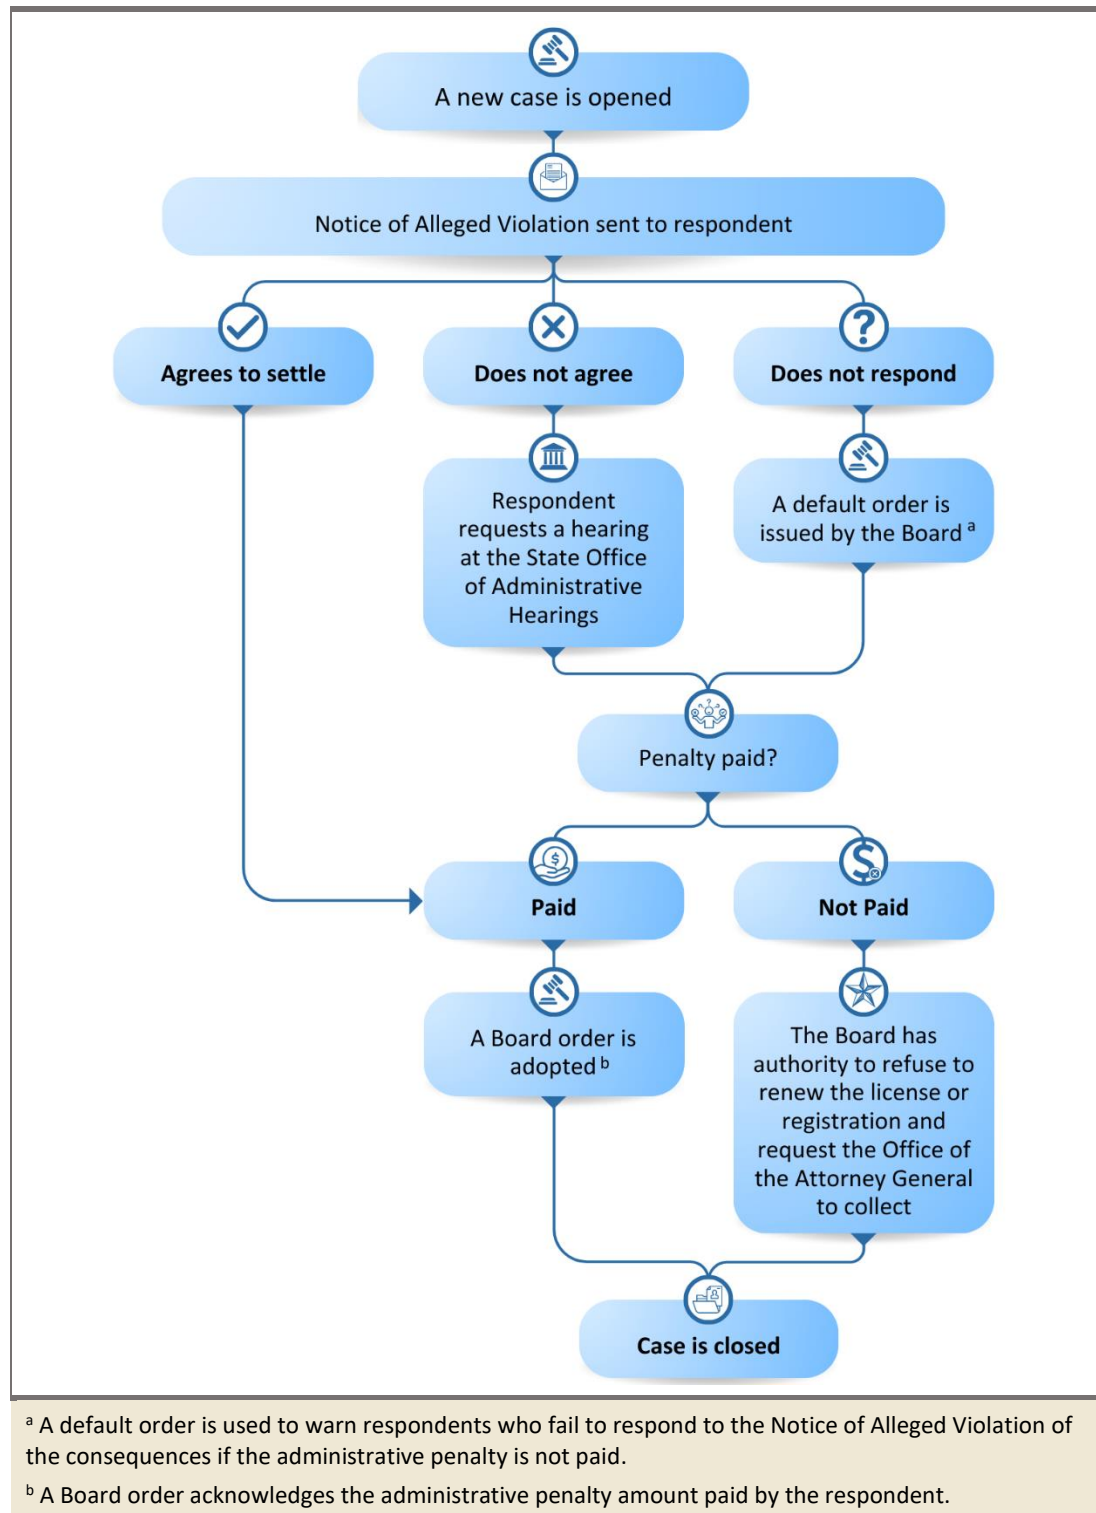 A new case is opened
Notice of Alleged Violation sent to respondent
Agrees to settle
Does not agree
Does not respond
Respondent
requests a hearing
at the State Office
of Administrative
Hearings
A default order is
issued by the Board a
Penalty paid?
Paid
Not Paid
A Board order is
adopted b
The Board has
authority to refuse to
renew the license or
registration and
request the Office of
the Attorney General
to collect
Case is closed
a A default order is used to warn respondents who fail to respond to the Notice of Alleged Violation of
the consequences if the administrative penalty is not paid.
b A Board order acknowledges the administrative penalty amount paid by the respondent.